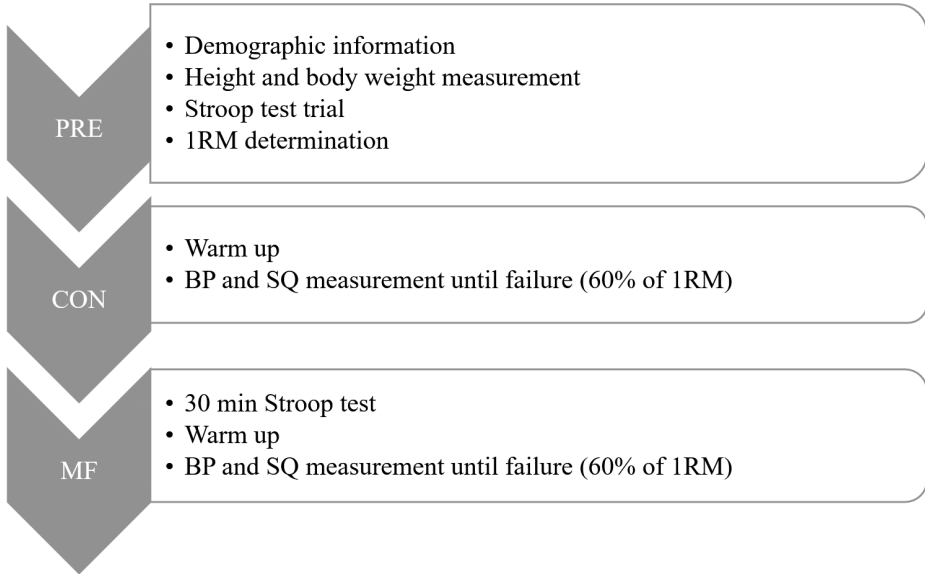 PRE
• Demographic information
• Height and body weight measurement
• Stroop test trial
• 1RM determination
CON
• Warm up
• BP and SQ measurement until failure (60% of 1RM)
MF
• 30 min Stroop test
• Warm up
• BP and SQ measurement until failure (60% of 1RM)